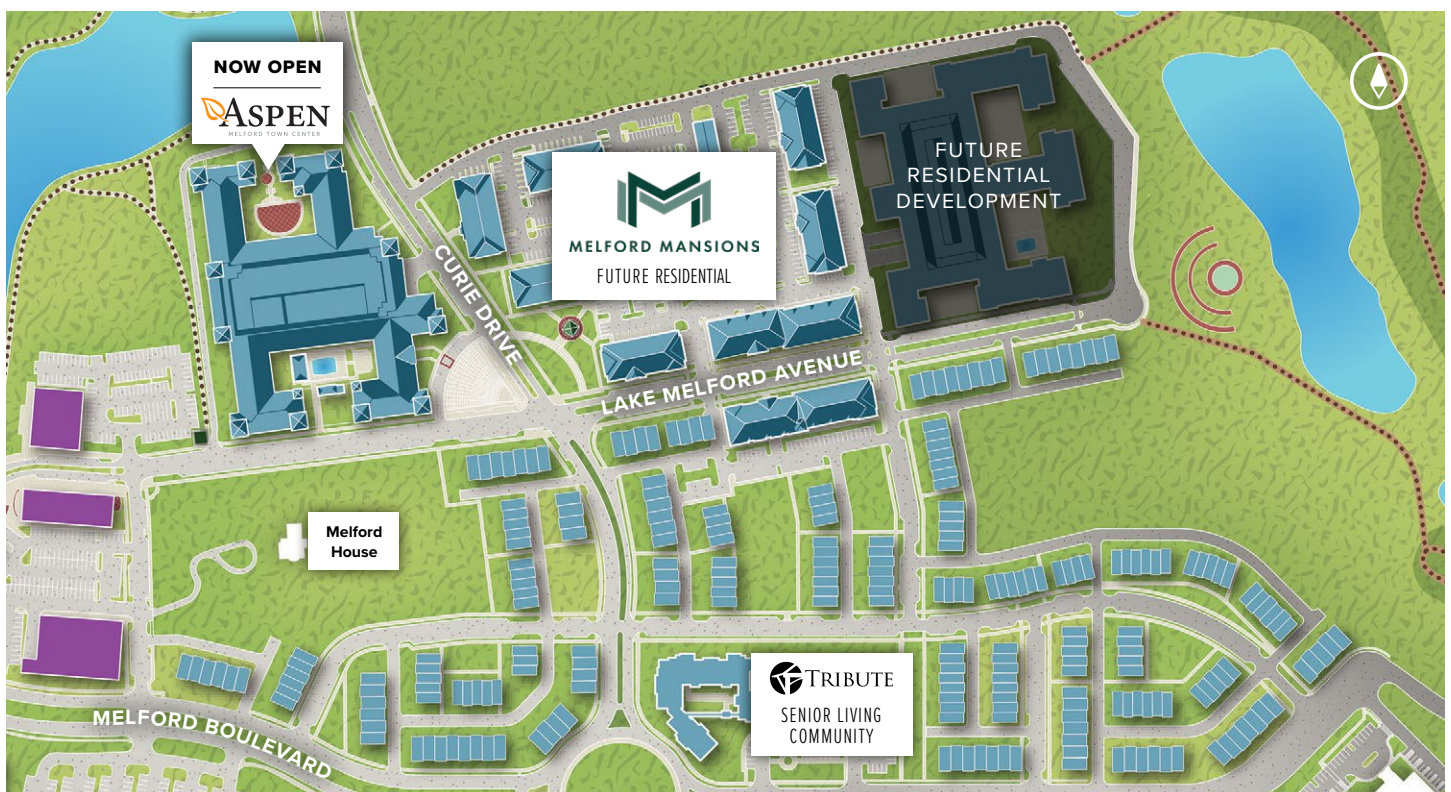 NOW OPEN
ASPEN
MELFORD TOWN CENTER
FUTURE
RESIDENTIAL
DEVELOPMENT
MELFORD MANSIONS
FUTURE RESIDENTIAL
CURIE DRIVE
LAKE MELFORD AVENUE
Melford
House
TRIBUTE
SENIOR LIVING
COMMUNITY
MELFORD BOULEVARD